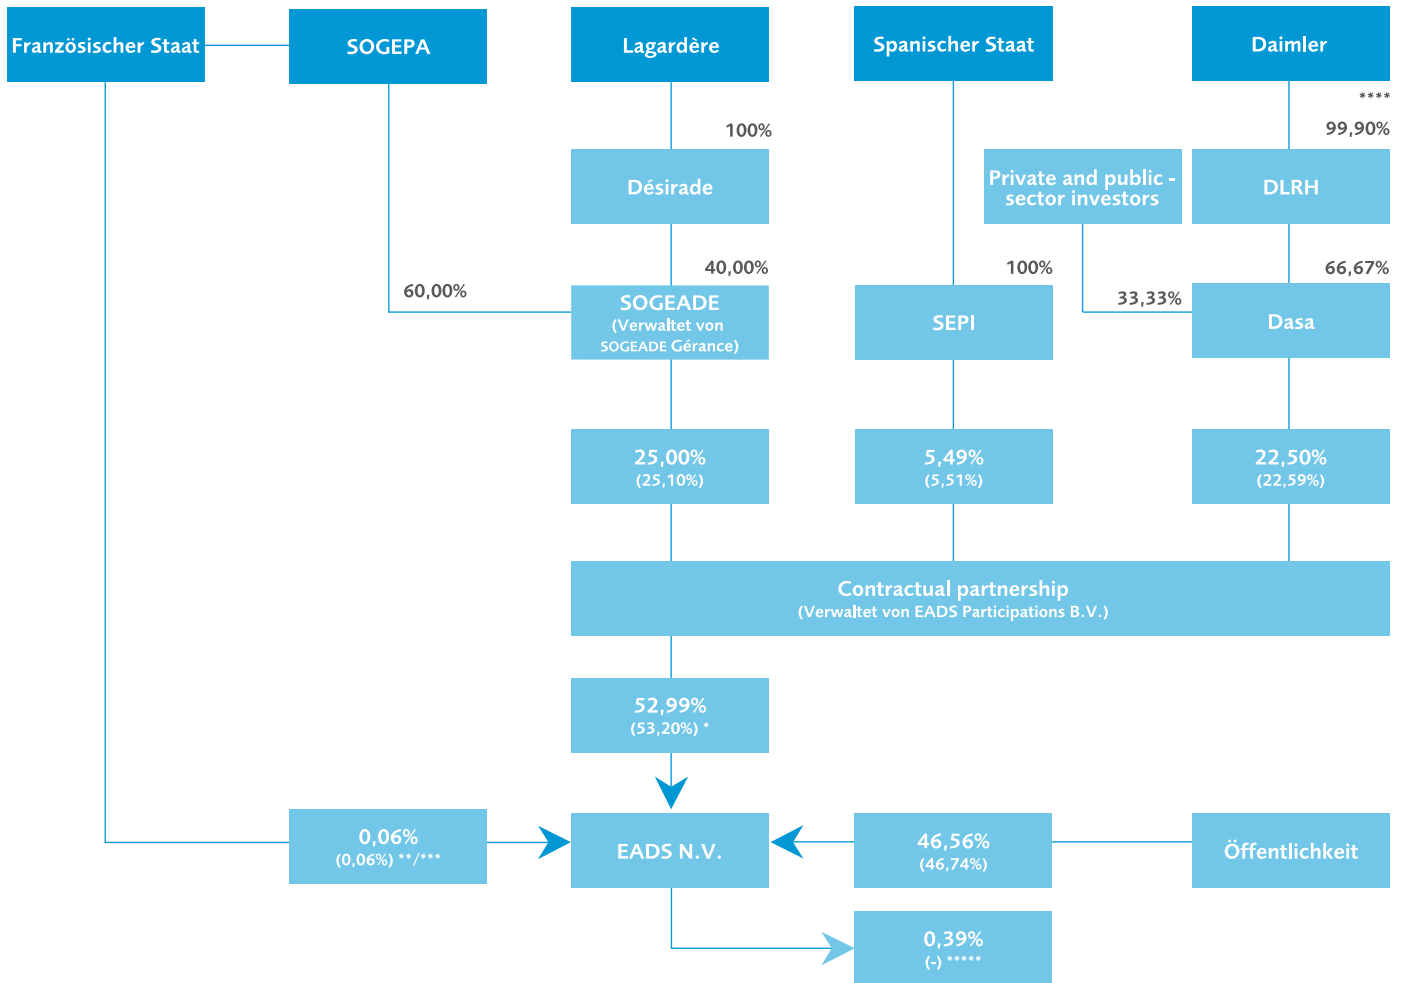 Französischer Staat
SOGEPA
Lagardère
Spanischer Staat
Daimler
****
100%
99,90%
Désirade
Private and public -
sector investors
DLRH
40,00%
100%
66,67%
60,00%
33,33%
SOGEADE
(Verwaltet von
SOGEADE Gérance)
SEPI
Dasa
25,00%
(25,10%)
5,49%
(5,51%)
22,50%
(22,59%)
Contractual partnership
(Verwaltet von EADS Participations B.V.)
52,99%
(53,20%) *
0,06%
(0,06%) **/***
EADS N.V.
46,56%
(46,74%)
Öffentlichkeit
0,39%
(-) *****